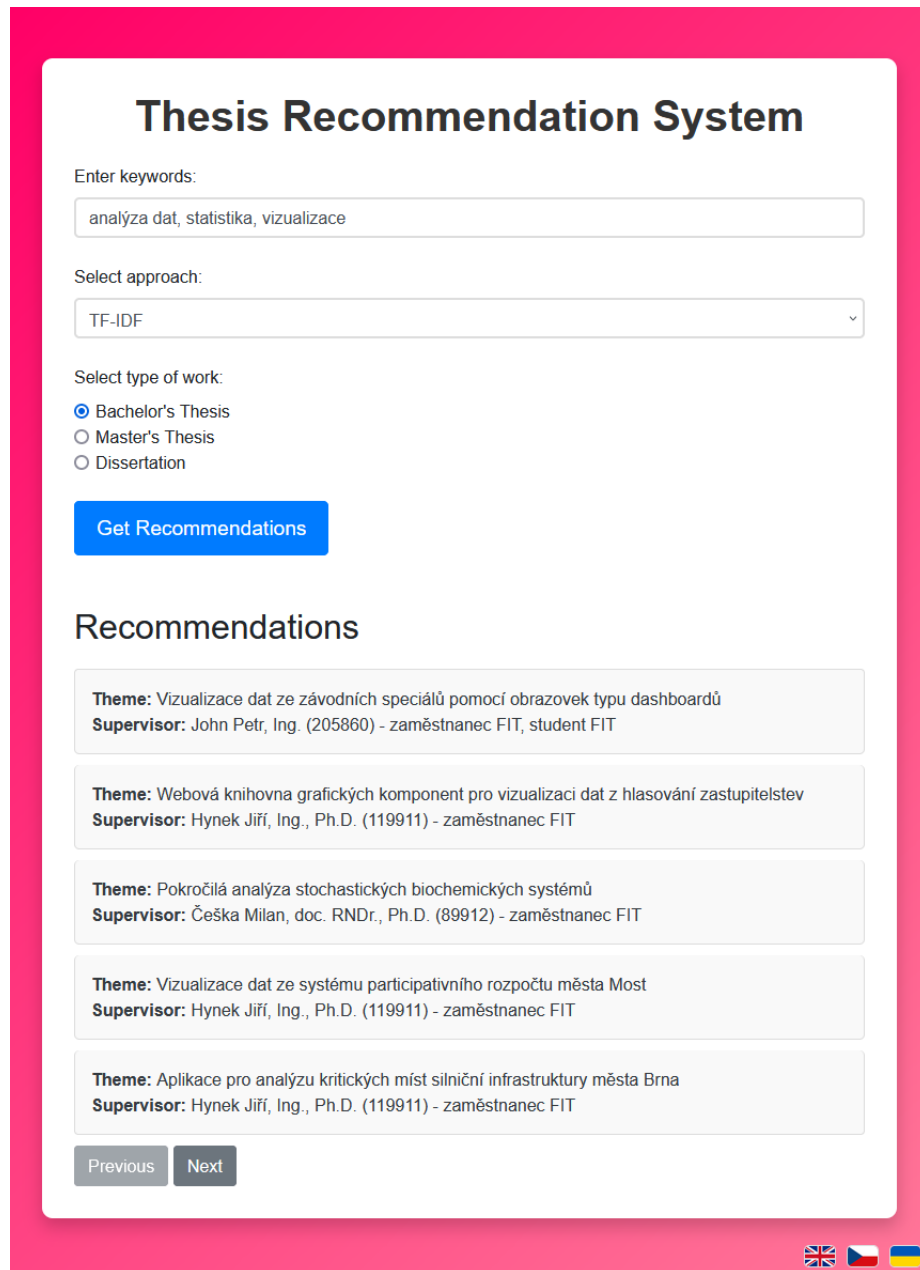 Thesis Recommendation System
Enter keywords:
analýza dat, statistika, vizualizace
Select approach:
TF-IDF
Select type of work:
Bachelor's Thesis
Master's Thesis
Dissertation
Get Recommendations
Recommendations
Theme: Vizualizace dat ze závodních speciálů pomocí obrazovek typu dashboardů
Supervisor: John Petr, Ing. (205860) - zaměstnanec FIT, student FIT
Theme: Webová knihovna grafických komponent pro vizualizaci dat z hlasování zastupitelstev
Supervisor: Hynek Jiří, Ing., Ph.D. (119911) - zaměstnanec FIT
Theme: Pokročilá analýza stochastických biochemických systémů
Supervisor: Češka Milan, doc. RNDr., Ph.D. (89912) - zaměstnanec FIT
Theme: Vizualizace dat ze systému participativního rozpočtu města Most
Supervisor: Hynek Jiří, Ing., Ph.D. (119911) - zaměstnanec FIT
Theme: Aplikace pro analýzu kritických míst silniční infrastruktury města Brna
Supervisor: Hynek Jiří, Ing., Ph.D. (119911) - zaměstnanec FIT
Previous Next